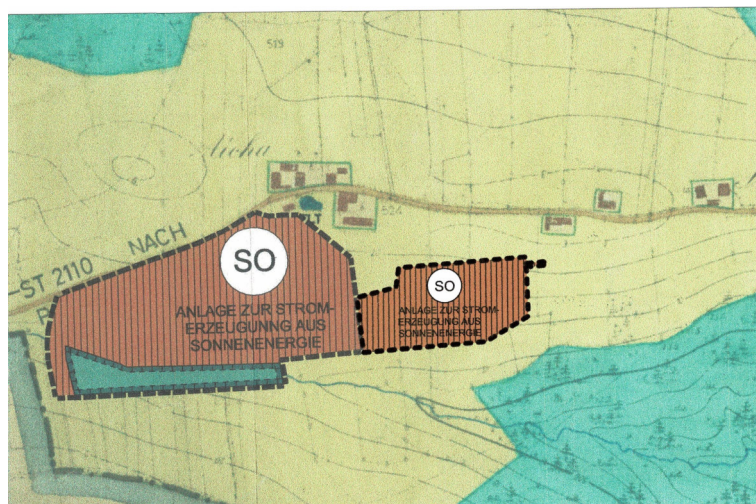 519
Aicha
524
ST 2110 NACH
SO
ANLAGE ZUR STROM-
ERZEUGUNNG AUS
SONNENENERGIE
SO
ANLAGE ZUR STROM-
ERZEUGUNG AUS
SONNENENERGIE